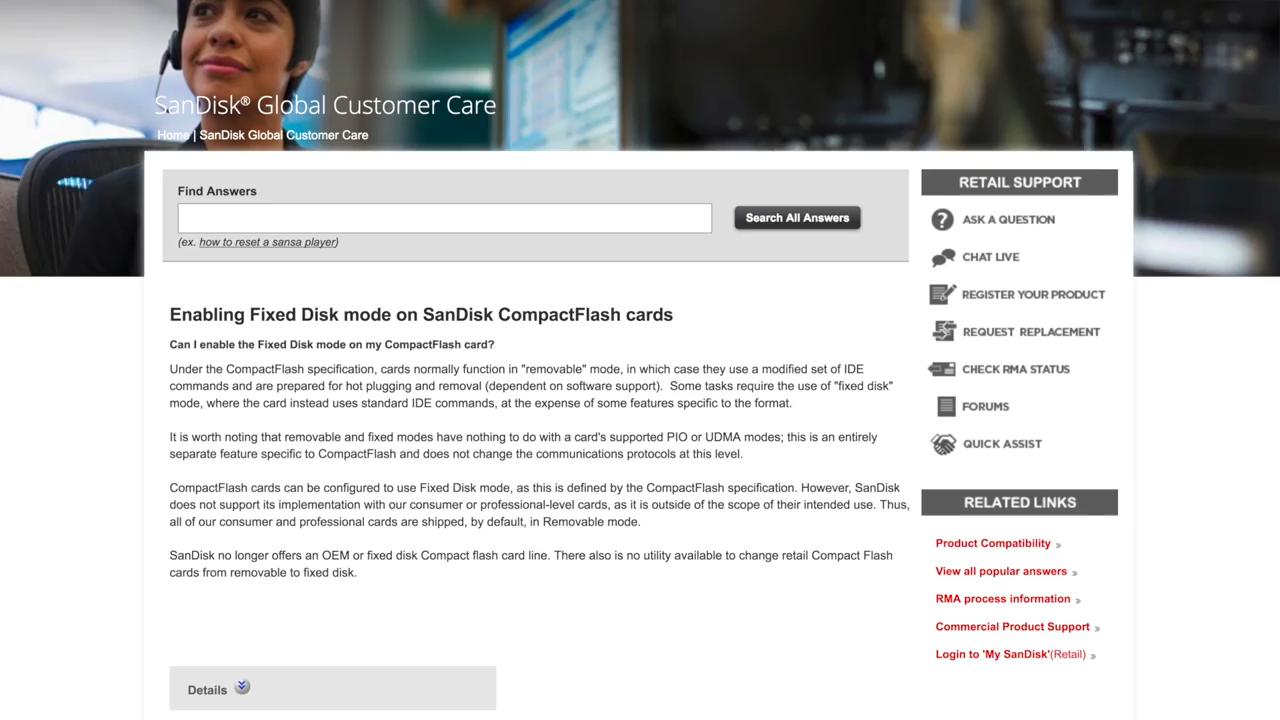 SanDisk® Global Customer Care
Home | SanDisk Global Customer Care
Find Answers
Search All Answers
(ex. how to reset a sansa player)
Enabling Fixed Disk mode on SanDisk CompactFlash cards
Can I enable the Fixed Disk mode on my CompactFlash card?
Under the CompactFlash specification, cards normally function in "removable" mode, in which case they use a modified set of IDE
commands and are prepared for hot plugging and removal (dependent on software support).  Some tasks require the use of "fixed disk"
mode, where the card instead uses standard IDE commands, at the expense of some features specific to the format.
It is worth noting that removable and fixed modes have nothing to do with a card's supported PIO or UDMA modes; this is an entirely
separate feature specific to CompactFlash and does not change the communications protocols at this level.
CompactFlash cards can be configured to use Fixed Disk mode, as this is defined by the CompactFlash specification. However, SanDisk
does not support its implementation with our consumer or professional-level cards, as it is outside of the scope of their intended use. Thus,
all of our consumer and professional cards are shipped, by default, in Removable mode.
SanDisk no longer offers an OEM or fixed disk Compact flash card line. There also is no utility available to change retail Compact Flash
cards from removable to fixed disk.
Details
RETAIL SUPPORT
ASK A QUESTION
CHAT LIVE
REGISTER YOUR PRODUCT
REQUEST REPLACEMENT
CHECK RMA STATUS
FORUMS
QUICK ASSIST
RELATED LINKS
Product Compatibility »
View all popular answers »
RMA process information »
Commercial Product Support »
Login to 'My SanDisk'(Retail) »